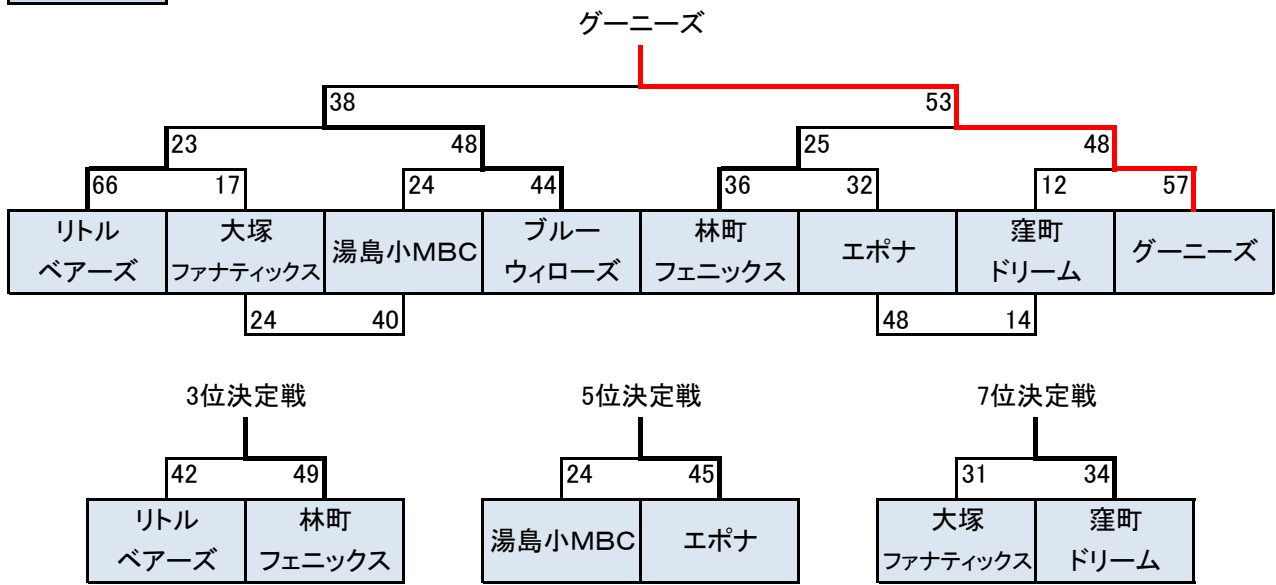 グーニーズ
38 53
23 48 25 48
66 17 24 44 36 32 12 57
リトル 大塚 湯島小MBC ブルー 林町 エポナ 窪町 グーニーズ
ベアーズ ファナティックス ウィローズ フェニックス ドリーム
24 40 48 14
3位決定戦 5位決定戦 7位決定戦
42 49 24 45 31 34
リトル 林町 湯島小MBC エポナ 大塚 窪町
ベアーズ フェニックス ファナティックス ドリーム